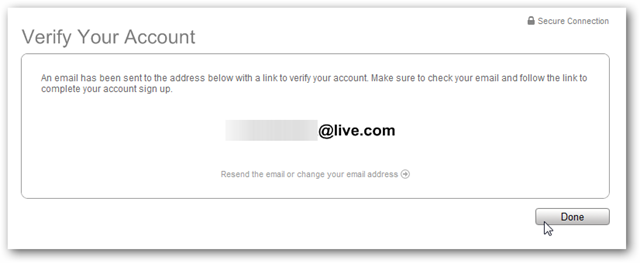 Secure Connection
Verify Your Account
An email has been sent to the address below with a link to verify your account. Make sure to check your email and follow the link to
complete your account sign up.
@live.com
Resend the email or change your email address
Done